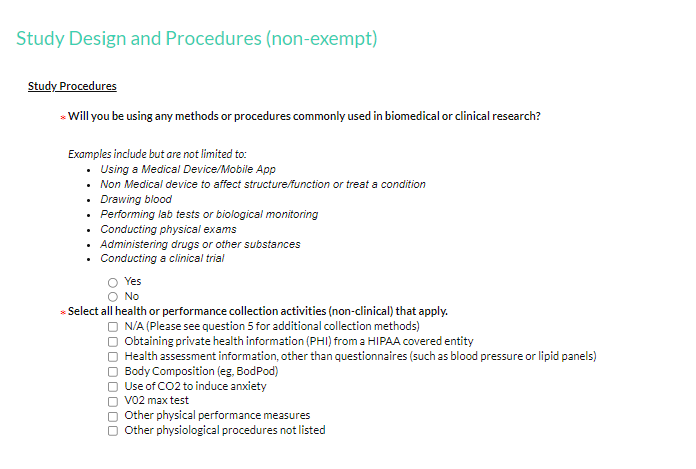 Study Design and Procedures (non-exempt)
Study Procedures
* Will you be using any methods or procedures commonly used in biomedical or clinical research?
Examples include but are not limited to:
• Using a Medical Device/Mobile App
• Non Medical device to affect structure/function or treat a condition
• Drawing blood
• Performing lab tests or biological monitoring
• Conducting physical exams
• Administering drugs or other substances
• Conducting a clinical trial
Yes
No
* Select all health or performance collection activities (non-clinical) that apply.
N/A (Please see question 5 for additional collection methods)
Obtaining private health information (PHI) from a HIPAA covered entity
Health assessment information, other than questionnaires (such as blood pressure or lipid panels)
Body Composition (eg, BodPod)
Use of CO2 to induce anxiety
V02 max test
Other physical performance measures
Other physiological procedures not listed